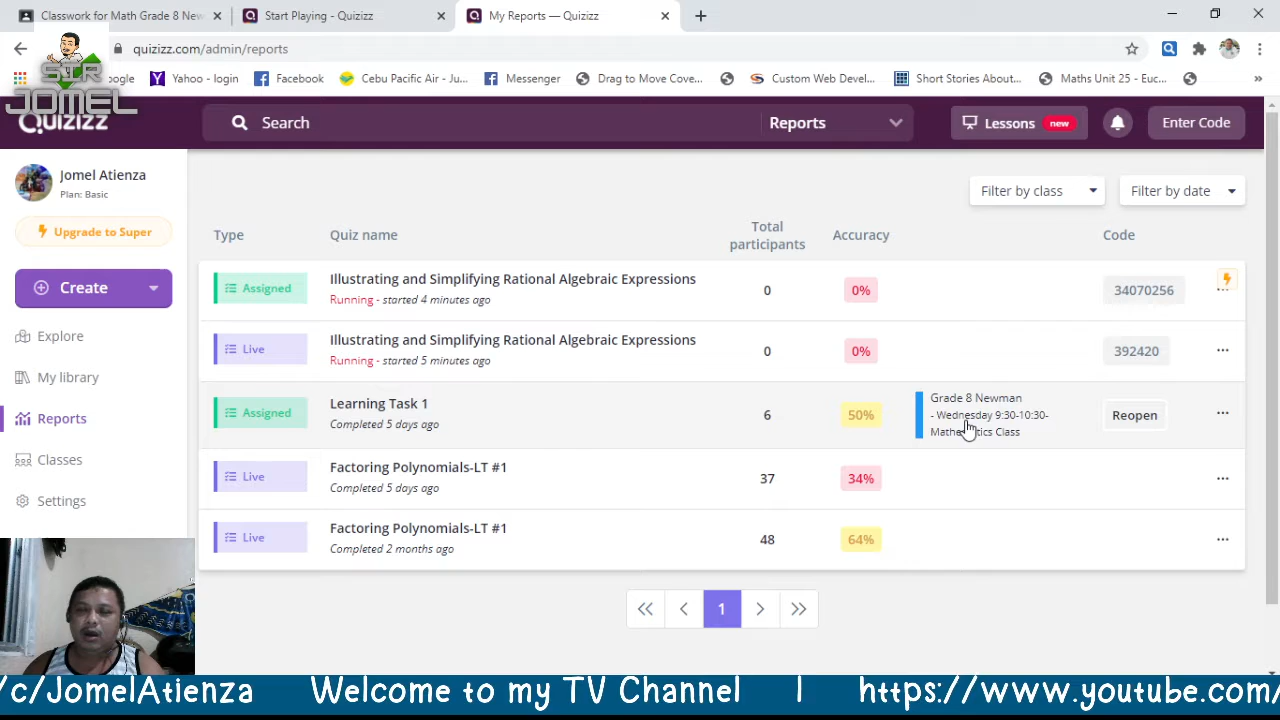 Classwork for Math Grade 8 New
Start Playing - Quizizz
My Reports — Quizizz
quizizz.com/admin/reports
Yahoo - login
Facebook
Cebu Pacific Air - Ju...
Messenger
Drag to Move Cove...
Custom Web Devel...
Short Stories About...
Maths Unit 25 - Euc...
»
SIR
JOMEL
Quizizz
Search
Reports
Lessons new
Enter Code
Jomel Atienza
Plan: Basic
Upgrade to Super
Create
Explore
My library
Reports
Classes
Settings
Filter by class
Filter by date
Type
Quiz name
Total participants
Accuracy
Code
Assigned
Illustrating and Simplifying Rational Algebraic Expressions
Running - started 4 minutes ago
0
0%
34070256
Live
Illustrating and Simplifying Rational Algebraic Expressions
Running - started 5 minutes ago
0
0%
392420
Assigned
Learning Task 1
Completed 5 days ago
6
50%
Grade 8 Newman
- Wednesday 9:30-10:30-
Mathematics Class
Reopen
Live
Factoring Polynomials-LT #1
Completed 5 days ago
37
34%
Live
Factoring Polynomials-LT #1
Completed 2 months ago
48
64%
1
/c/JomelAtienza Welcome to my TV Channel | https://www.youtube.com/